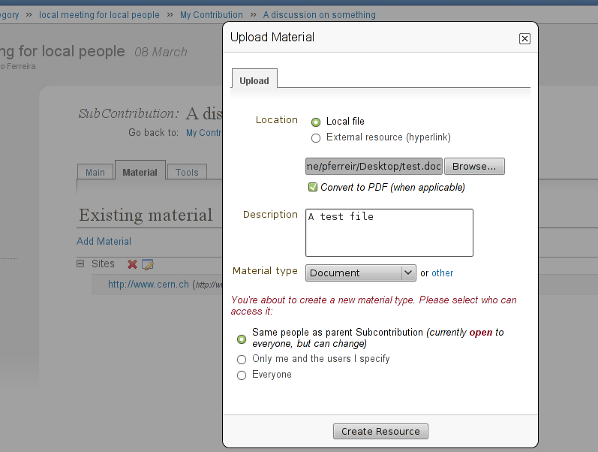 egory » local meeting for local people » My Contribution » A discussion on something
ng for local people 08 March
o Ferreira
SubContribution: A dis
Go back to: My Contr
Main Material Tools
Existing material
Add Material
Sites
http://www.cern.ch (http://w
Upload Material
Upload
Location Local file
External resource (hyperlink)
ne/pferreir/Desktop/test.doc Browse...
Convert to PDF (when applicable)
Description A test file
Material type Document or other
You're about to create a new material type. Please select who can
access it:
Same people as parent Subcontribution (currently open to
everyone, but can change)
Only me and the users I specify
Everyone
Create Resource